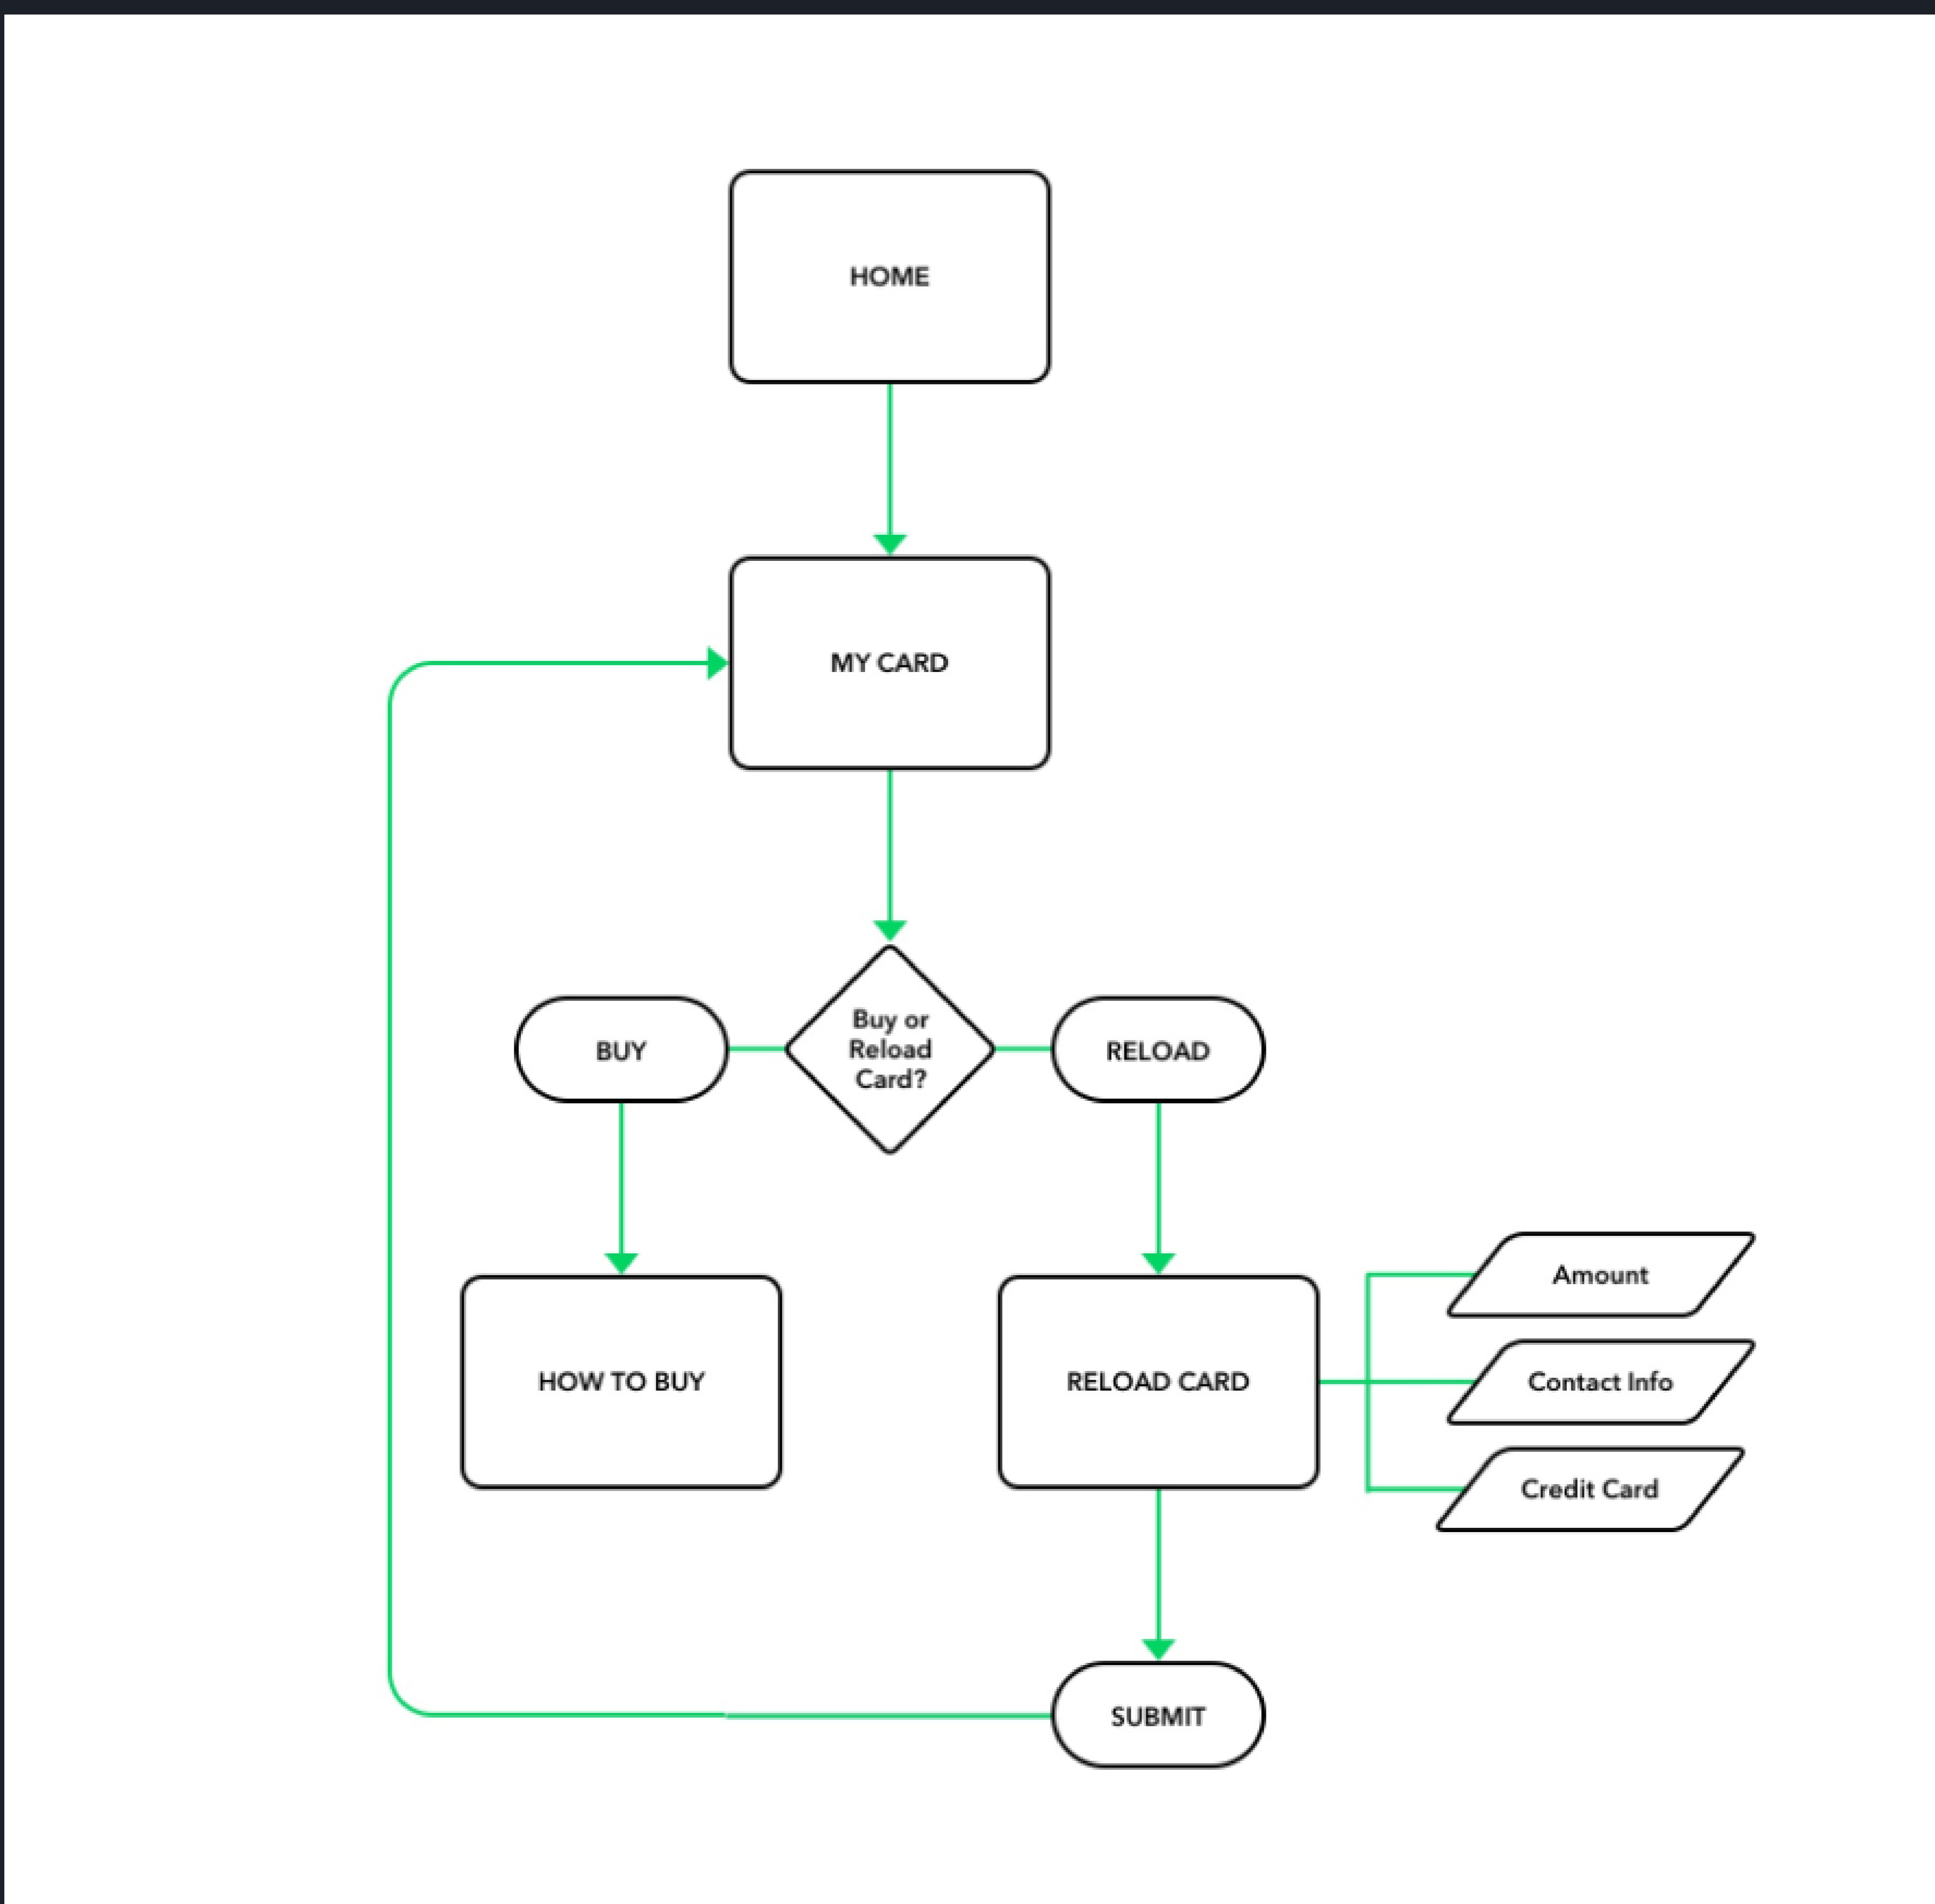 HOME
MY CARD
BUY
Buy or
Reload
Card?
RELOAD
HOW TO BUY
RELOAD CARD
Amount
Contact Info
Credit Card
SUBMIT